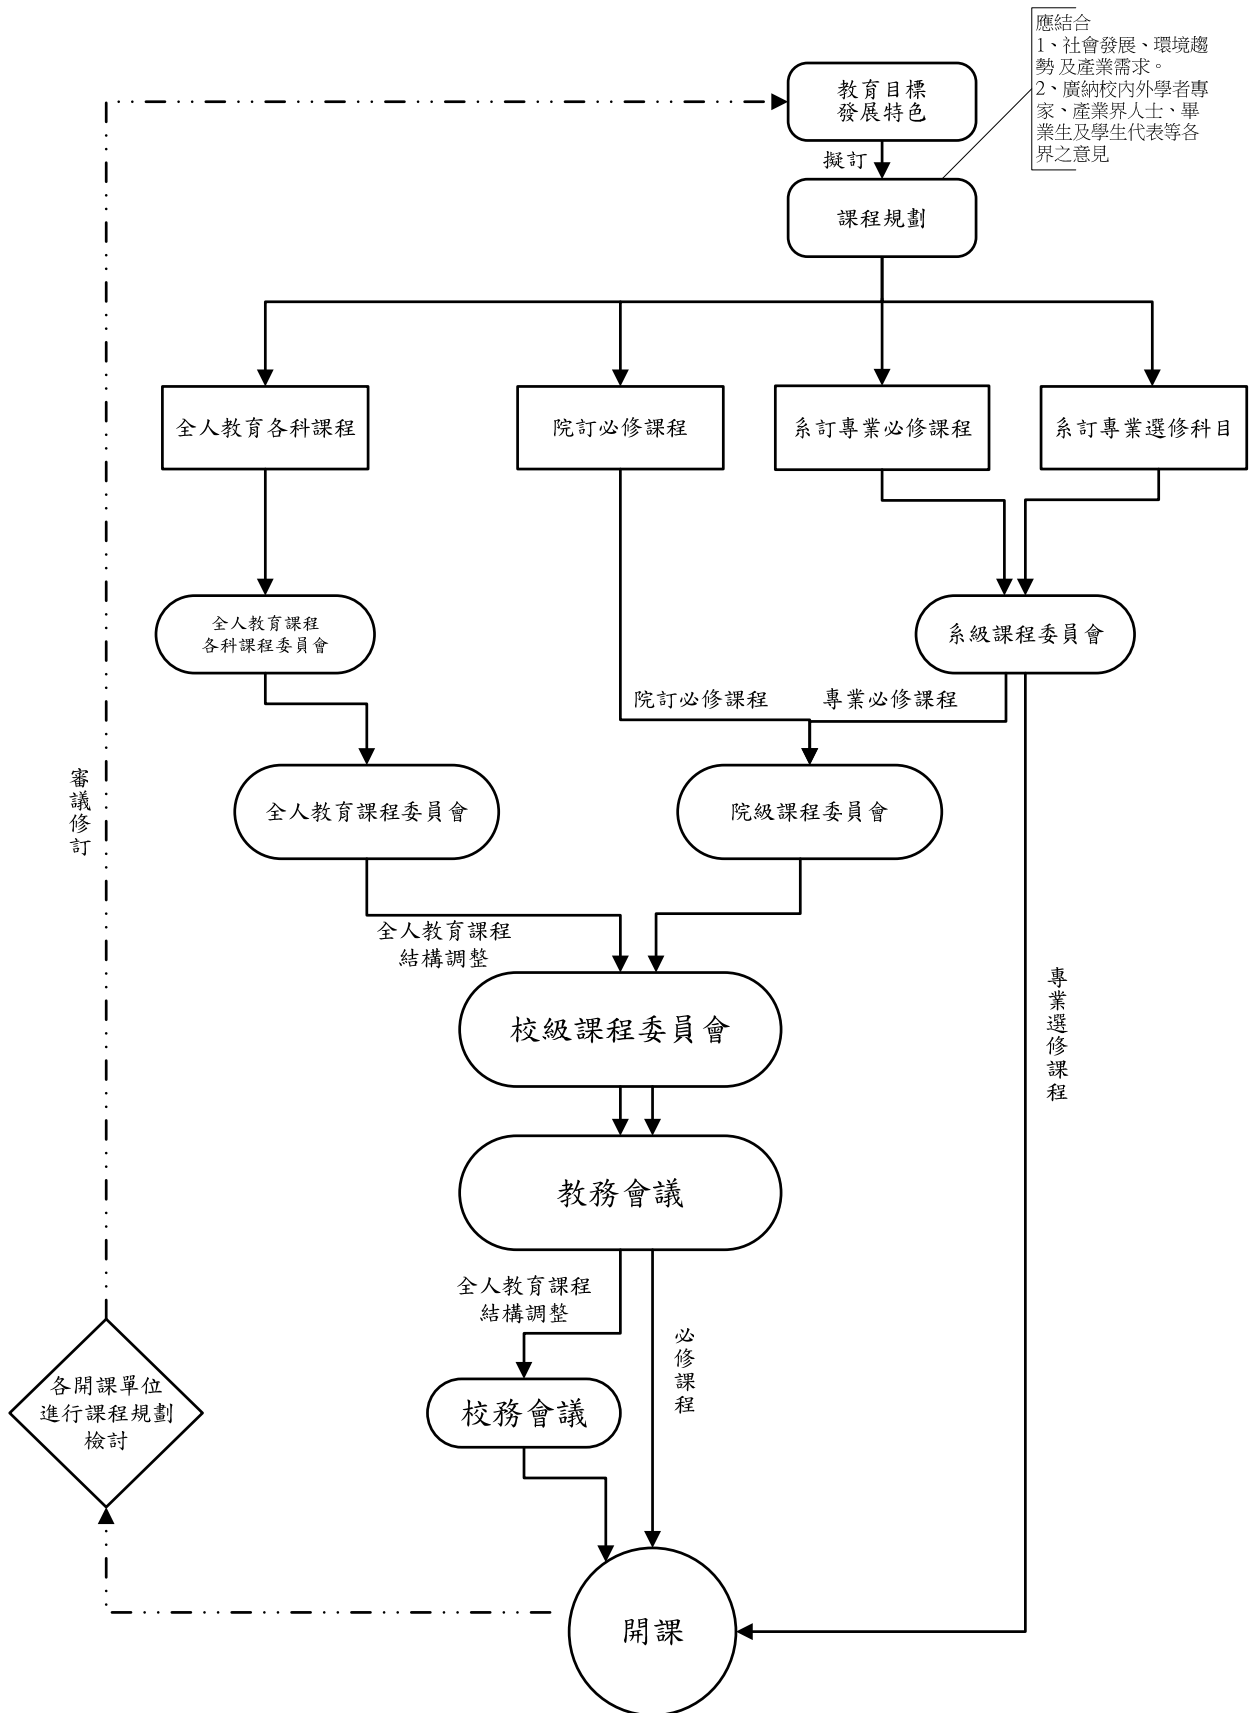 應結合
1、社會發展、環境趨
勢 及產業需求。
2、廣納校內外學者專
家、產業界人士、畢
業生及學生代表等各
界之意見
教育目標
發展特色
擬訂
課程規劃
全人教育各科課程
院訂必修課程
系訂專業必修課程
系訂專業選修科目
全人教育課程
各科課程委員會
系級課程委員會
院訂必修課程
專業必修課程
審議修訂
全人教育課程委員會
院級課程委員會
全人教育課程
結構調整
校級課程委員會
專業選修課程
教務會議
全人教育課程
結構調整
必修課程
各開課單位
進行課程規劃
檢討
校務會議
開課